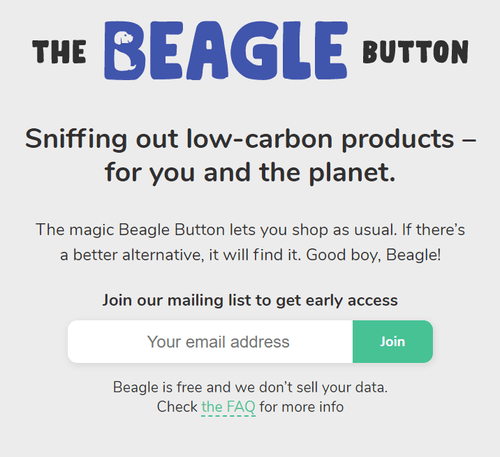 THE BEAGLE BUTTON
Sniffing out low-carbon products –
for you and the planet.
The magic Beagle Button lets you shop as usual. If there's
a better alternative, it will find it. Good boy, Beagle!
Join our mailing list to get early access
Your email address
Join
Beagle is free and we don't sell your data.
Check the FAQ for more info